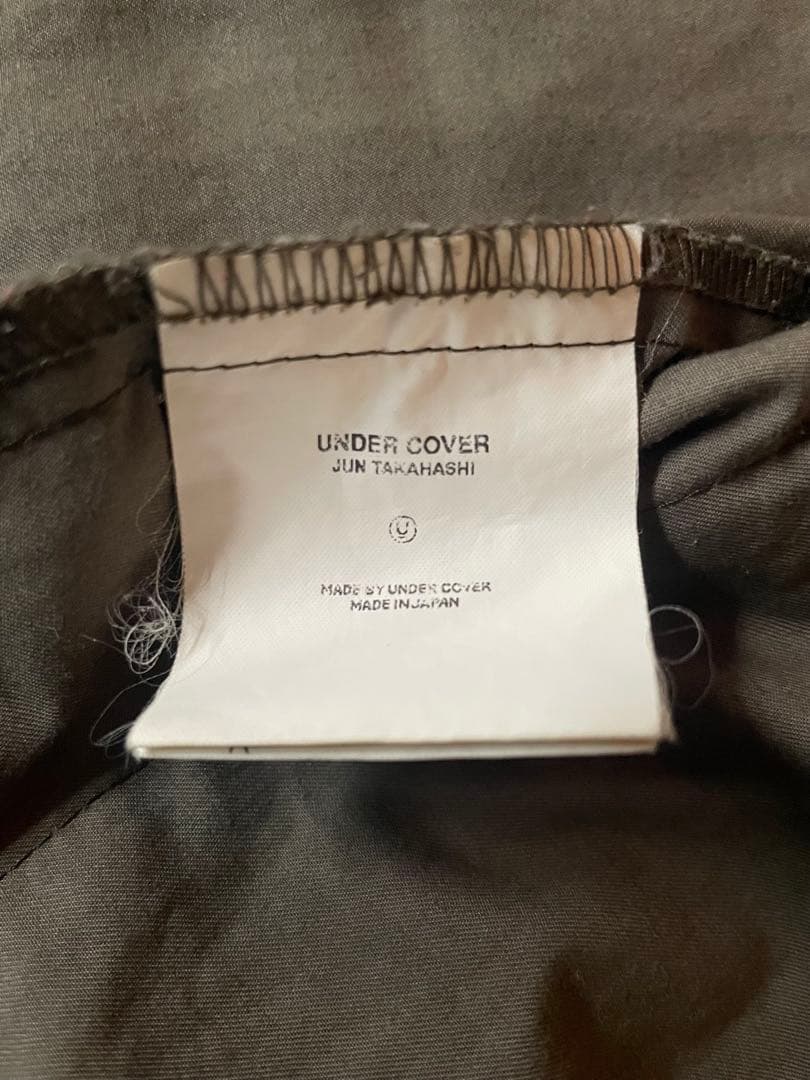 UNDER COVER
JUN TAKAHASHI
U
MADE BY UNDER COVER
MADE IN JAPAN